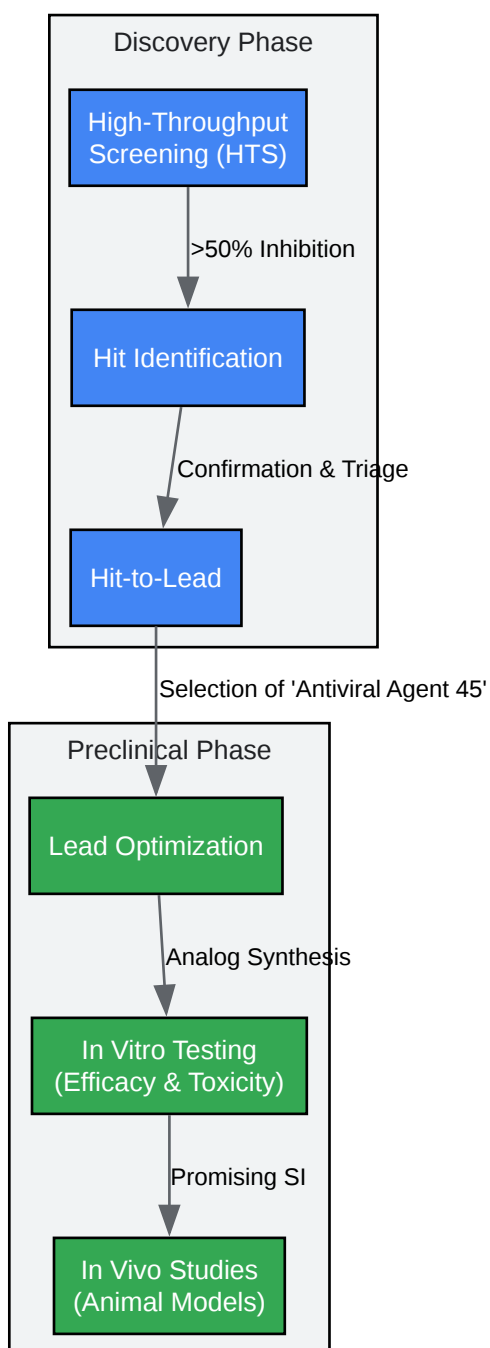 Discovery Phase
High-Throughput
Screening (HTS)
>50% Inhibition
Hit Identification
Confirmation & Triage
Hit-to-Lead
Selection of 'Antiviral Agent 45'
Preclinical Phase
Lead Optimization
Analog Synthesis
In Vitro Testing
(Efficacy & Toxicity)
Promising SI
In Vivo Studies
(Animal Models)